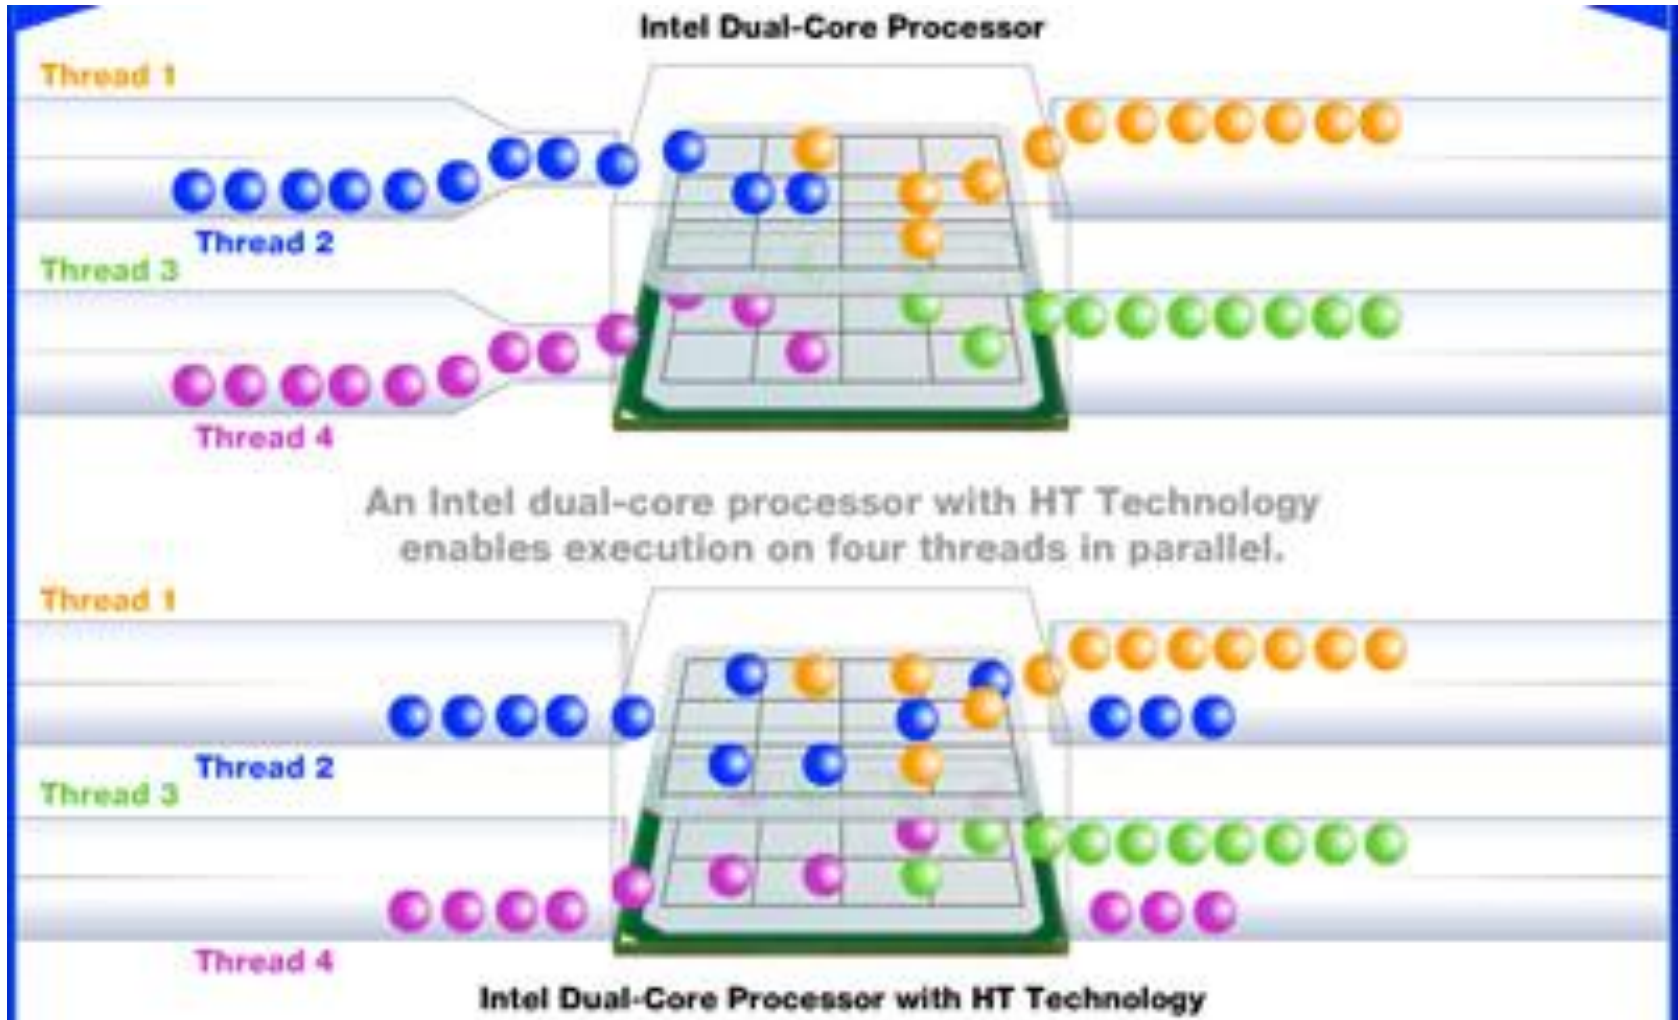 Intel Dual-Core Processor
Thread 1
Thread 2
Thread 3
Thread 4
An Intel dual-core processor with HT Technology
enables execution on four threads in parallel.
Thread 1
Thread 2
Thread 3
Thread 4
Intel Dual-Core Processor with HT Technology